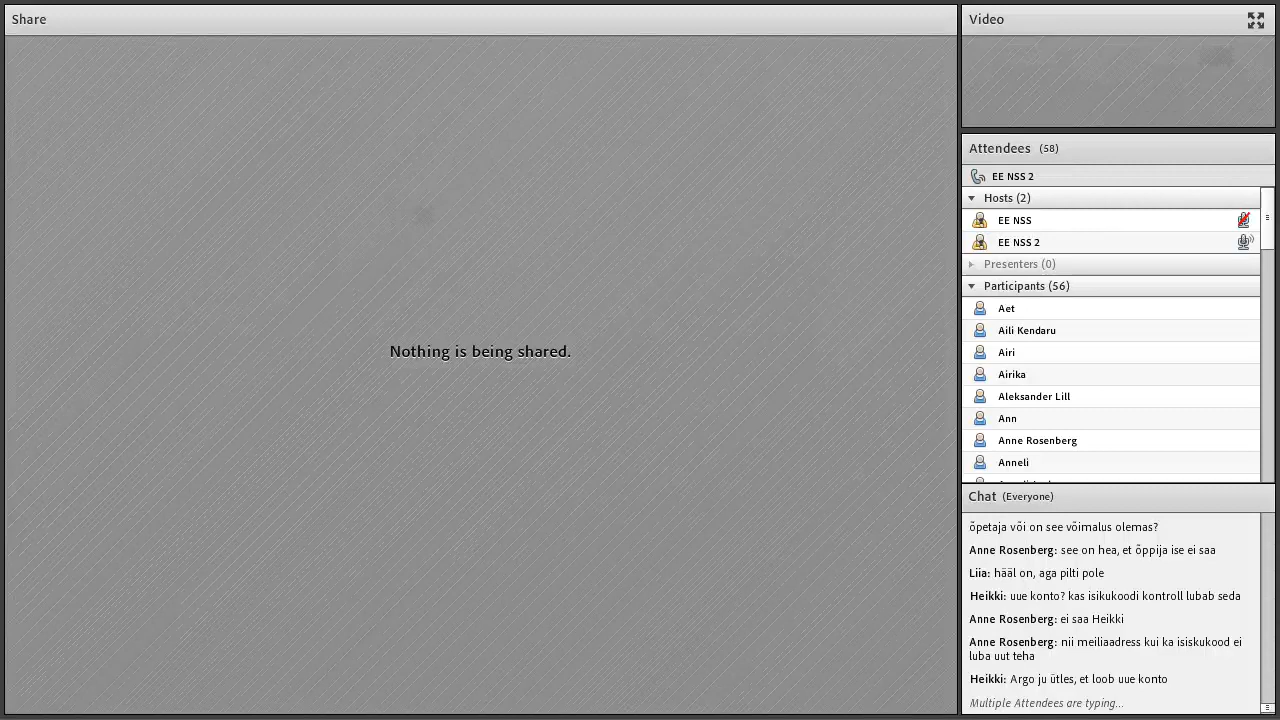 Share
Nothing is being shared.
Video
Attendees (58)
EE NSS 2
Hosts (2)
EE NSS
EE NSS 2
Presenters (0)
Participants (56)
Aet
Aili Kendaru
Airi
Airika
Aleksander Lill
Ann
Anne Rosenberg
Anneli
Chat (Everyone)
õpetaja või on see võimalus olemas?
Anne Rosenberg: see on hea, et õppija ise ei saa
Liia: hääl on, aga pilti pole
Heikki: uue konto? kas isikukoodi kontroll lubab seda
Anne Rosenberg: ei saa Heikki
Anne Rosenberg: nii meiliaadress kui ka isiskukood ei
luba uut teha
Heikki: Argo ju ütles, et loob uue konto
Multiple Attendees are typing...